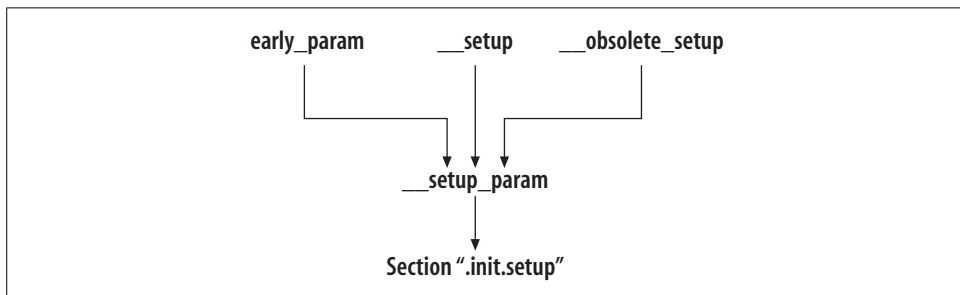 early_param __setup __obsolete_setup
__setup_param
Section “.init.setup”